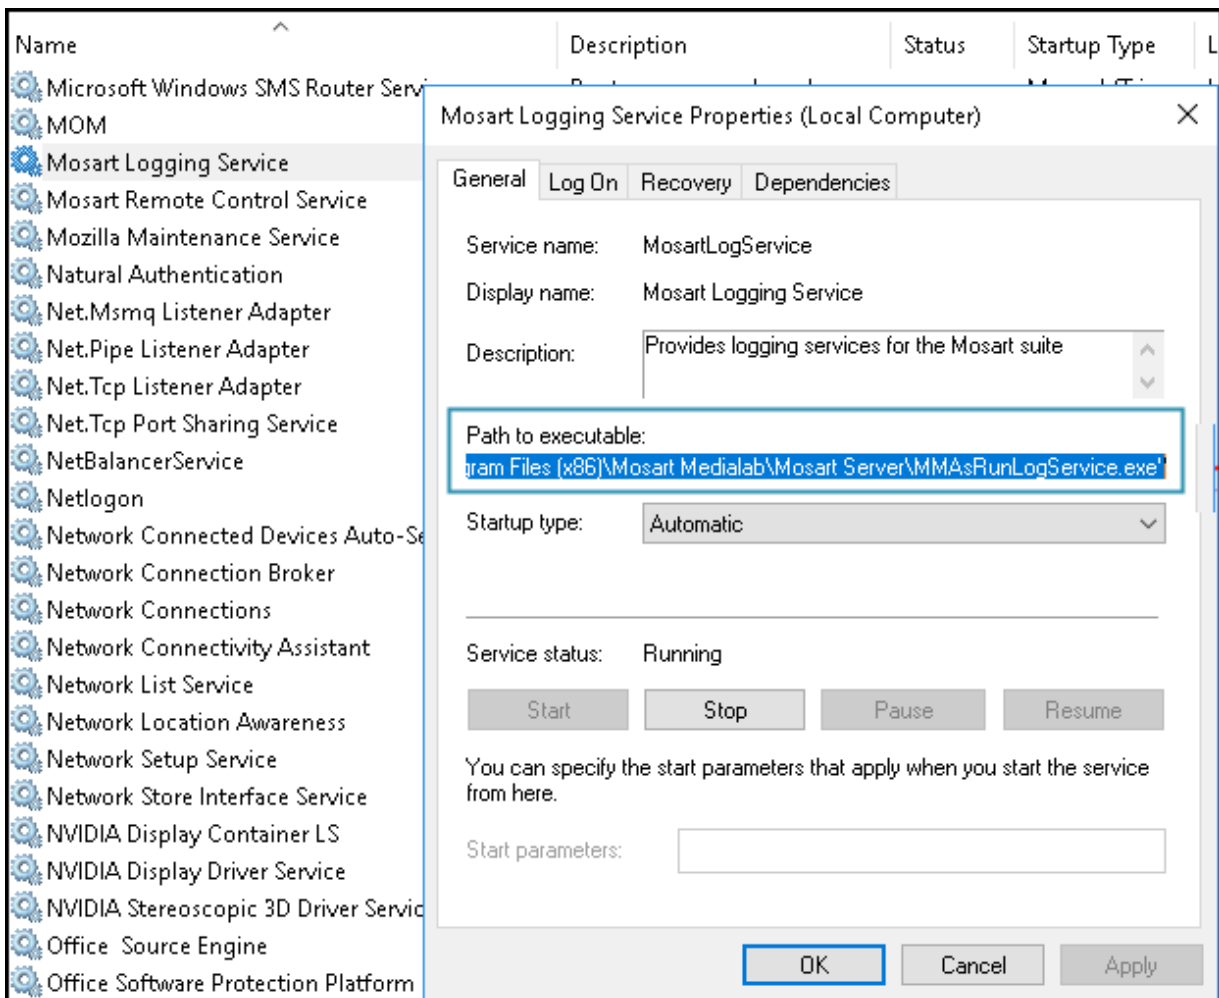 Name Description Status Startup Type L
Microsoft Windows SMS Router Serv
MOM
Mosart Logging Service
Mosart Remote Control Service
Mozilla Maintenance Service
Natural Authentication
Net.Msmq Listener Adapter
Net.Pipe Listener Adapter
Net.Tcp Listener Adapter
Net.Tcp Port Sharing Service
NetBalancerService
Netlogon
Network Connected Devices Auto-Se
Network Connection Broker
Network Connections
Network Connectivity Assistant
Network List Service
Network Location Awareness
Network Setup Service
Network Store Interface Service
NVIDIA Display Container LS
NVIDIA Display Driver Service
NVIDIA Stereoscopic 3D Driver Servic
Office  Source Engine
Office Software Protection Platform
Mosart Logging Service Properties (Local Computer)
General Log On Recovery Dependencies
Service name: MosartLogService
Display name: Mosart Logging Service
Description: Provides logging services for the Mosart suite
Path to executable:
gram Files (x86)\Mosart Medialab\Mosart Server\MMAsRunLogService.exe"
Startup type: Automatic
Service status: Running
Start Stop Pause Resume
You can specify the start parameters that apply when you start the service
from here.
Start parameters:
OK Cancel Apply